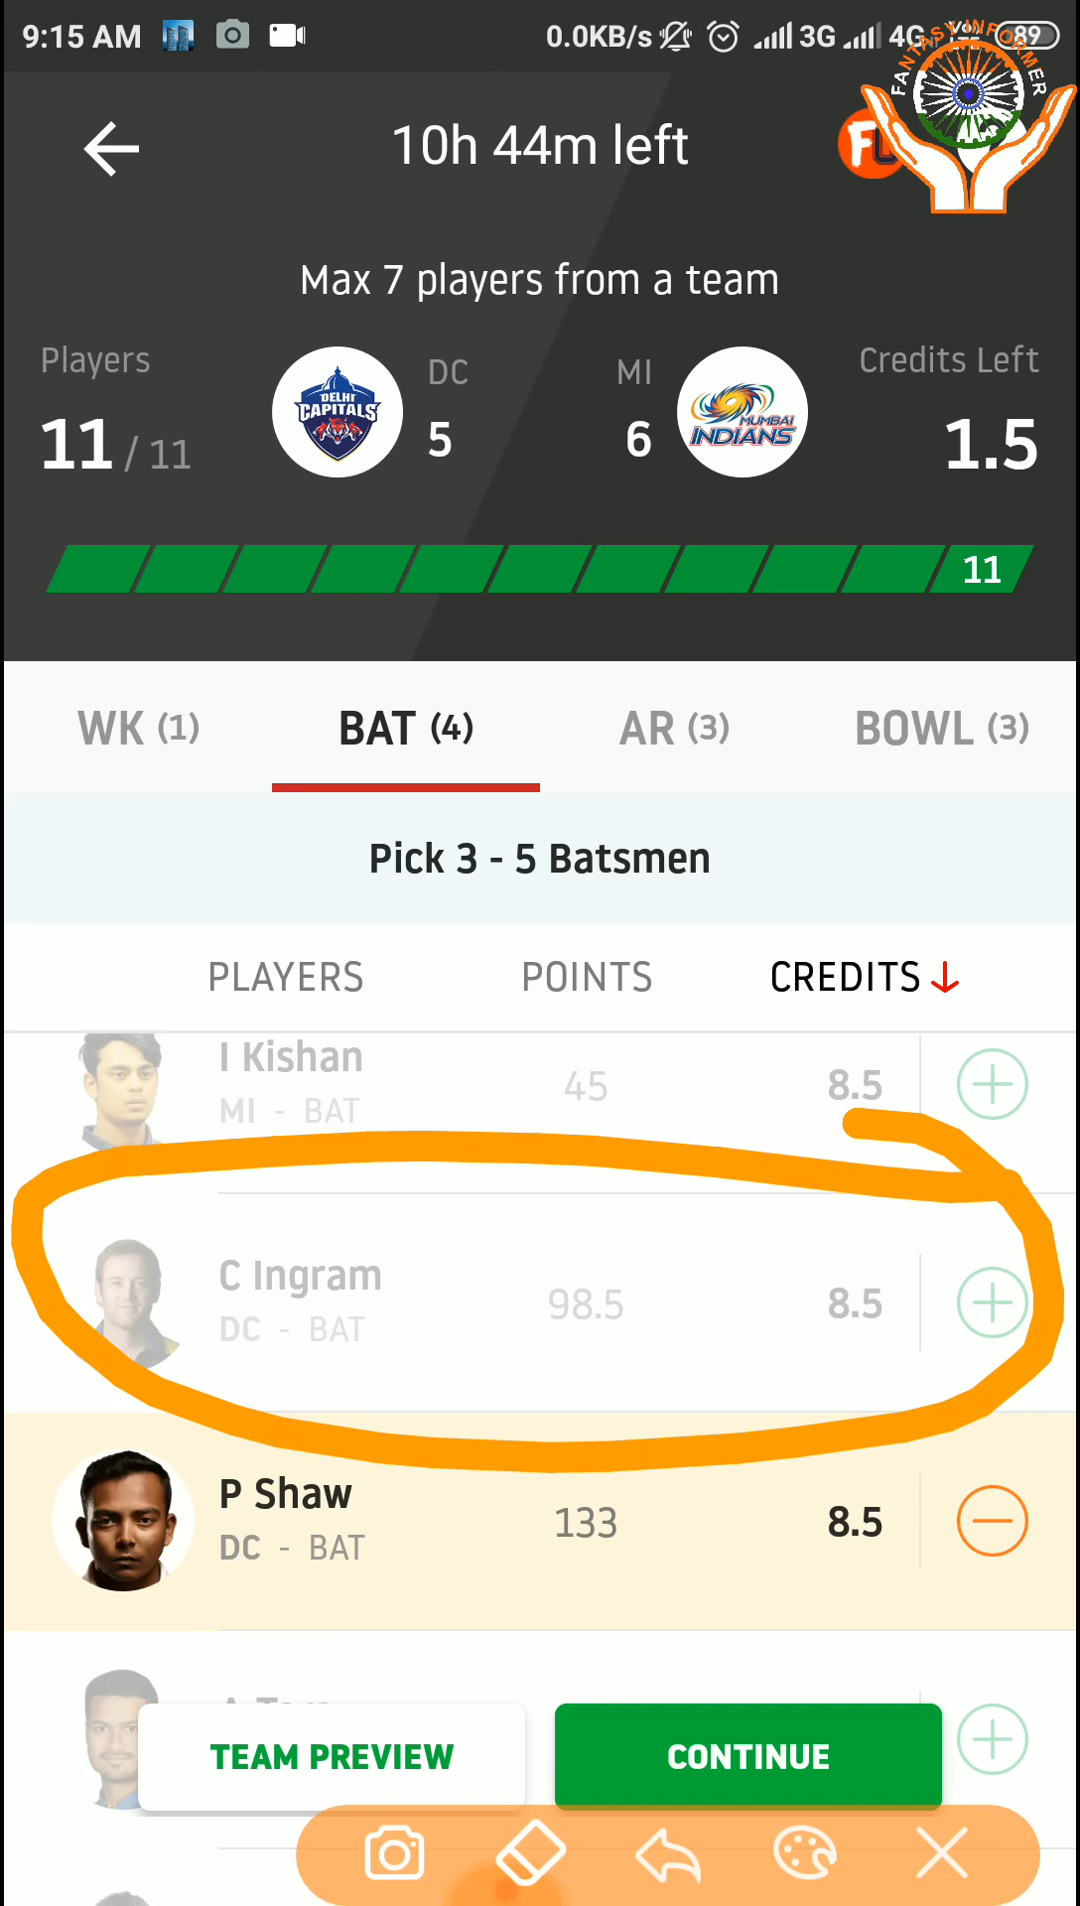 9:15 AM 0.0KB/s 3G 4G 89
FANTASY INFORMER
10h 44m left
Max 7 players from a team
Players DC MI Credits Left
11 / 11 DELHI CAPITALS 5 6 MUMBAI INDIANS 1.5
11
WK (1) BAT (4) AR (3) BOWL (3)
Pick 3 - 5 Batsmen
PLAYERS POINTS CREDITS
I Kishan 45 8.5
MI - BAT
C Ingram 98.5 8.5
DC - BAT
P Shaw 133 8.5
DC - BAT
TEAM PREVIEW CONTINUE